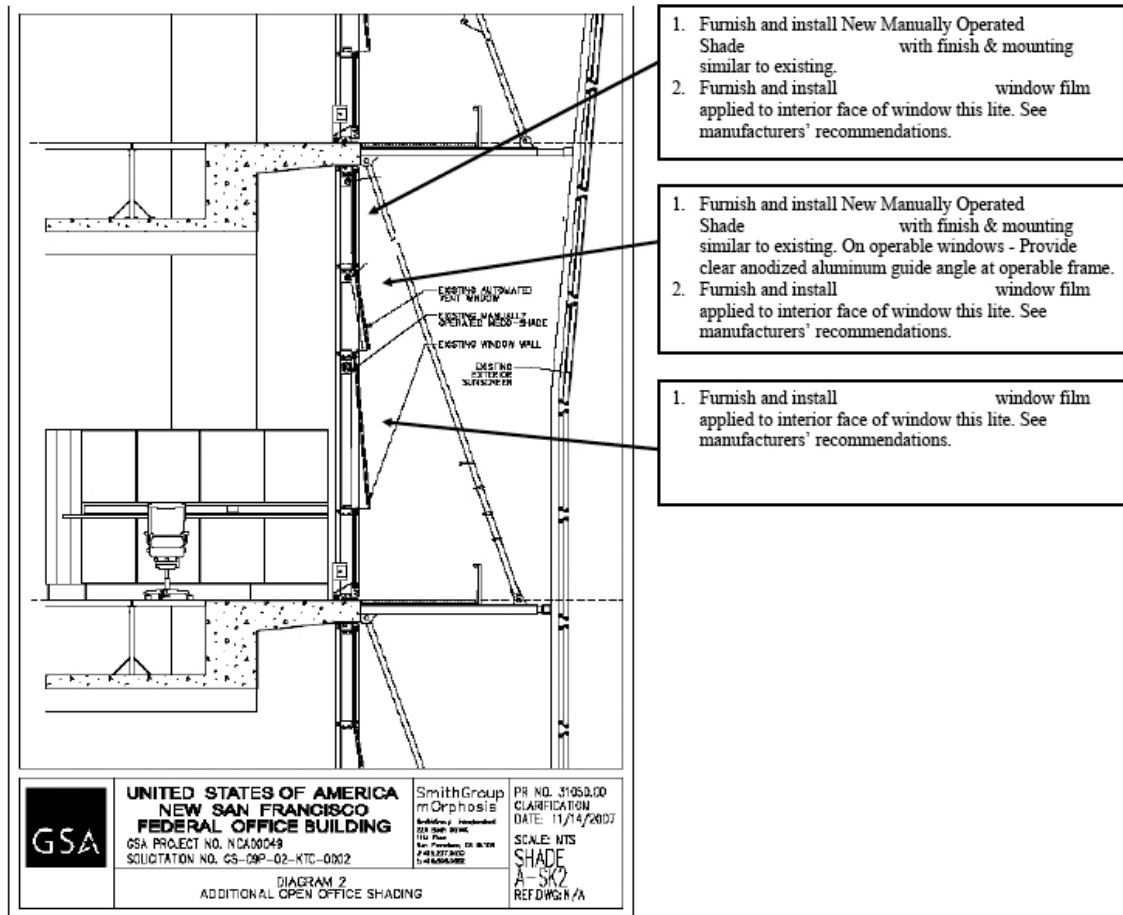 1. Furnish and install New Manually Operated
Shade with finish & mounting
similar to existing.
2. Furnish and install window film
applied to interior face of window this lite. See
manufacturers’ recommendations.
1. Furnish and install New Manually Operated
Shade with finish & mounting
similar to existing. On operable windows - Provide
clear anodized aluminum guide angle at operable frame.
2. Furnish and install window film
applied to interior face of window this lite. See
manufacturers’ recommendations.
1. Furnish and install window film
applied to interior face of window this lite. See
manufacturers’ recommendations.
EXISTING AUTOMATED
VENT WINDOW
EXISTING MANUALLY
OPERATED MECO-SHADE
EXISTING WINDOW WALL
EXISTING
EXTERIOR
SUNSCREEN
GSA
UNITED STATES OF AMERICA
NEW SAN FRANCISCO
FEDERAL OFFICE BUILDING
GSA PROJECT NO. NCA00049
SOLICITATION NO. GS-09P-02-KTC-0002
DIAGRAM 2
ADDITIONAL OPEN OFFICE SHADING
SmithGroup
mOrphosis
PR NO. 31050.00
CLARIFICATION
DATE: 11/14/2007
SCALE: NTS
SHADE
A-SK2
REF.DWG: N/A